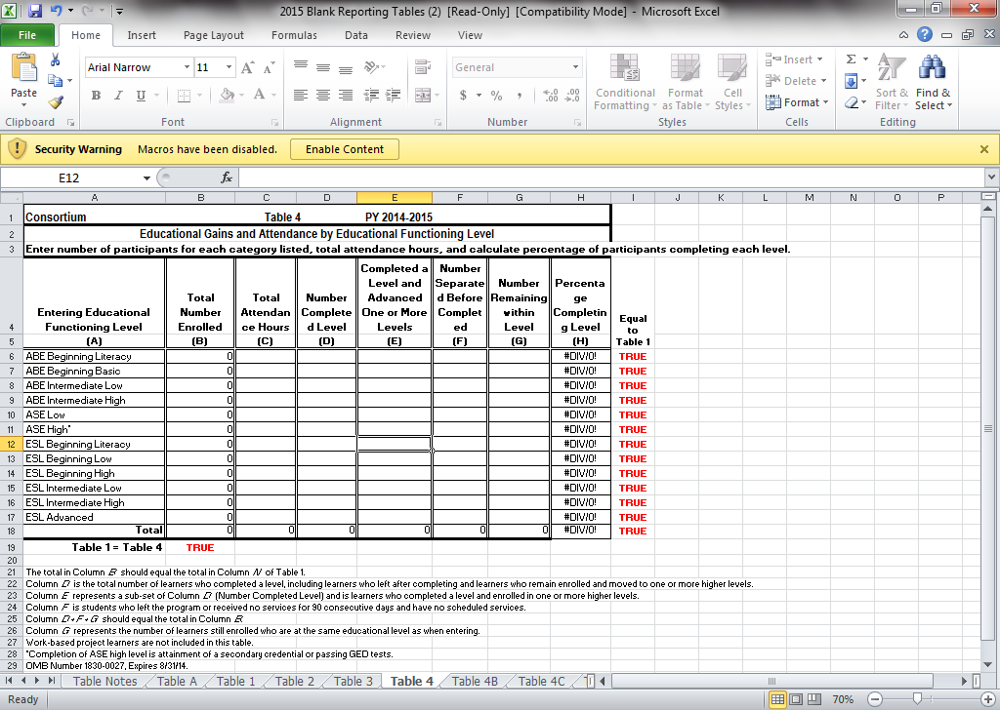 2015 Blank Reporting Tables (2) [Read-Only] [Compatibility Mode] - Microsoft Excel
File Home Insert Page Layout Formulas Data Review View
Arial Narrow 11 General Insert Delete Format
Paste B I U $ % , Conditional Formatting Format as Table Cell Styles Sort & Filter Find & Select
Clipboard Font Alignment Number Styles Cells Editing
Security Warning Macros have been disabled. Enable Content
E12 fx
A B C D E F G H I J K L M N O P
1 Consortium Table 4 PY 2014-2015
2 Educational Gains and Attendance by Educational Functioning Level
3 Enter number of participants for each category listed, total attendance hours, and calculate percentage of participants completing each level.
4 Entering Educational Functioning Level Total Number Enrolled Total Attendan ce Hours Number Complete d Level Completed a Level and Advanced One or More Levels Number Separate d Before Complet ed Number Remaining within Level Percenta ge Completin g Level Equal to
5 (A) (B) (C) (D) (E) (F) (G) (H) Table 1
6 ABE Beginning Literacy 0 #DIV/0! TRUE
7 ABE Beginning Basic 0 #DIV/0! TRUE
8 ABE Intermediate Low 0 #DIV/0! TRUE
9 ABE Intermediate High 0 #DIV/0! TRUE
10 ASE Low 0 #DIV/0! TRUE
11 ASE High* 0 #DIV/0! TRUE
12 ESL Beginning Literacy 0 #DIV/0! TRUE
13 ESL Beginning Low 0 #DIV/0! TRUE
14 ESL Beginning High 0 #DIV/0! TRUE
15 ESL Intermediate Low 0 #DIV/0! TRUE
16 ESL Intermediate High 0 #DIV/0! TRUE
17 ESL Advanced 0 #DIV/0! TRUE
18 Total 0 0 0 0 0 0 #DIV/0! TRUE
19 Table 1 = Table 4 TRUE
20
21 The total in Column B should equal the total in Column N of Table 1.
22 Column D is the total number of learners who completed a level, including learners who left after completing and learners who remain enrolled and moved to one or more higher levels.
23 Column E represents a sub-set of Column D (Number Completed Level) and is learners who completed a level and enrolled in one or more higher levels.
24 Column F is students who left the program or received no services for 90 consecutive days and have no scheduled services.
25 Column D+F+G should equal the total in Column B.
26 Column G represents the number of learners still enrolled who are at the same educational level as when entering.
27 Work-based project learners are not included in this table.
28 *Completion of ASE high level is attainment of a secondary credential or passing GED tests.
29 OMB Number 1830-0027, Expires 8/31/14.
Table Notes Table A Table 1 Table 2 Table 3 Table 4 Table 4B Table 4C
Ready 70%